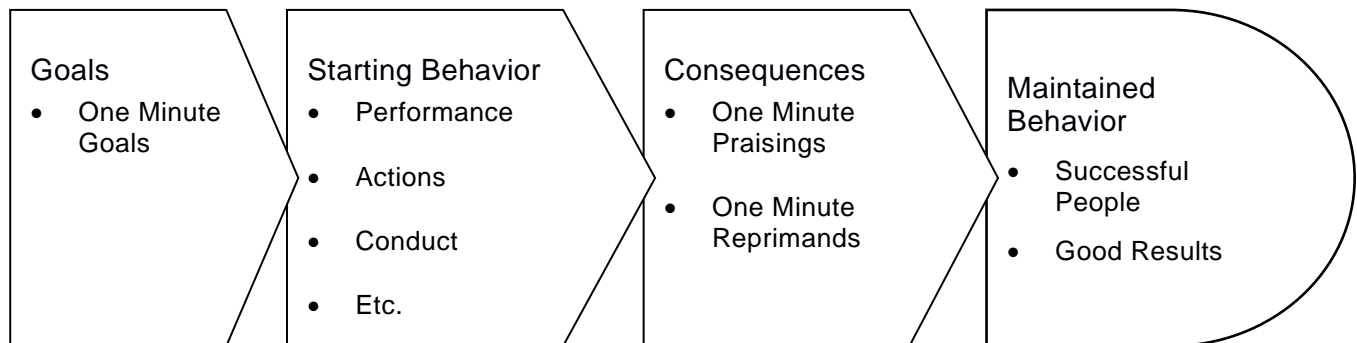 Goals
• One Minute
Goals
Starting Behavior
• Performance
• Actions
• Conduct
• Etc.
Consequences
• One Minute
Praisings
• One Minute
Reprimands
Maintained
Behavior
• Successful
People
• Good Results